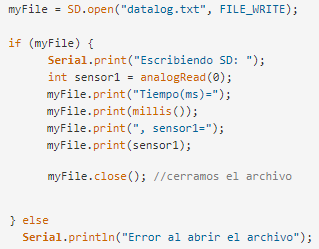 myFile = SD.open("datalog.txt", FILE_WRITE);
if (myFile) {
Serial.print("Escribiendo SD: ");
int sensor1 = analogRead(0);
myFile.print("Tiempo(ms)=");
myFile.print(millis());
myFile.print(", sensor1=");
myFile.print(sensor1);
myFile.close(); //cerramos el archivo
} else
Serial.println("Error al abrir el archivo");